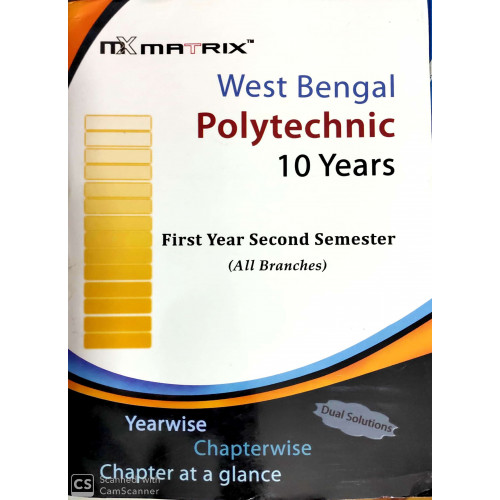 MX MATRIX™
West Bengal
Polytechnic
10 Years
First Year Second Semester
(All Branches)
Dual Solutions
Yearwise
Chapterwise
Chapter at a glance
CS Scanned with
CamScanner